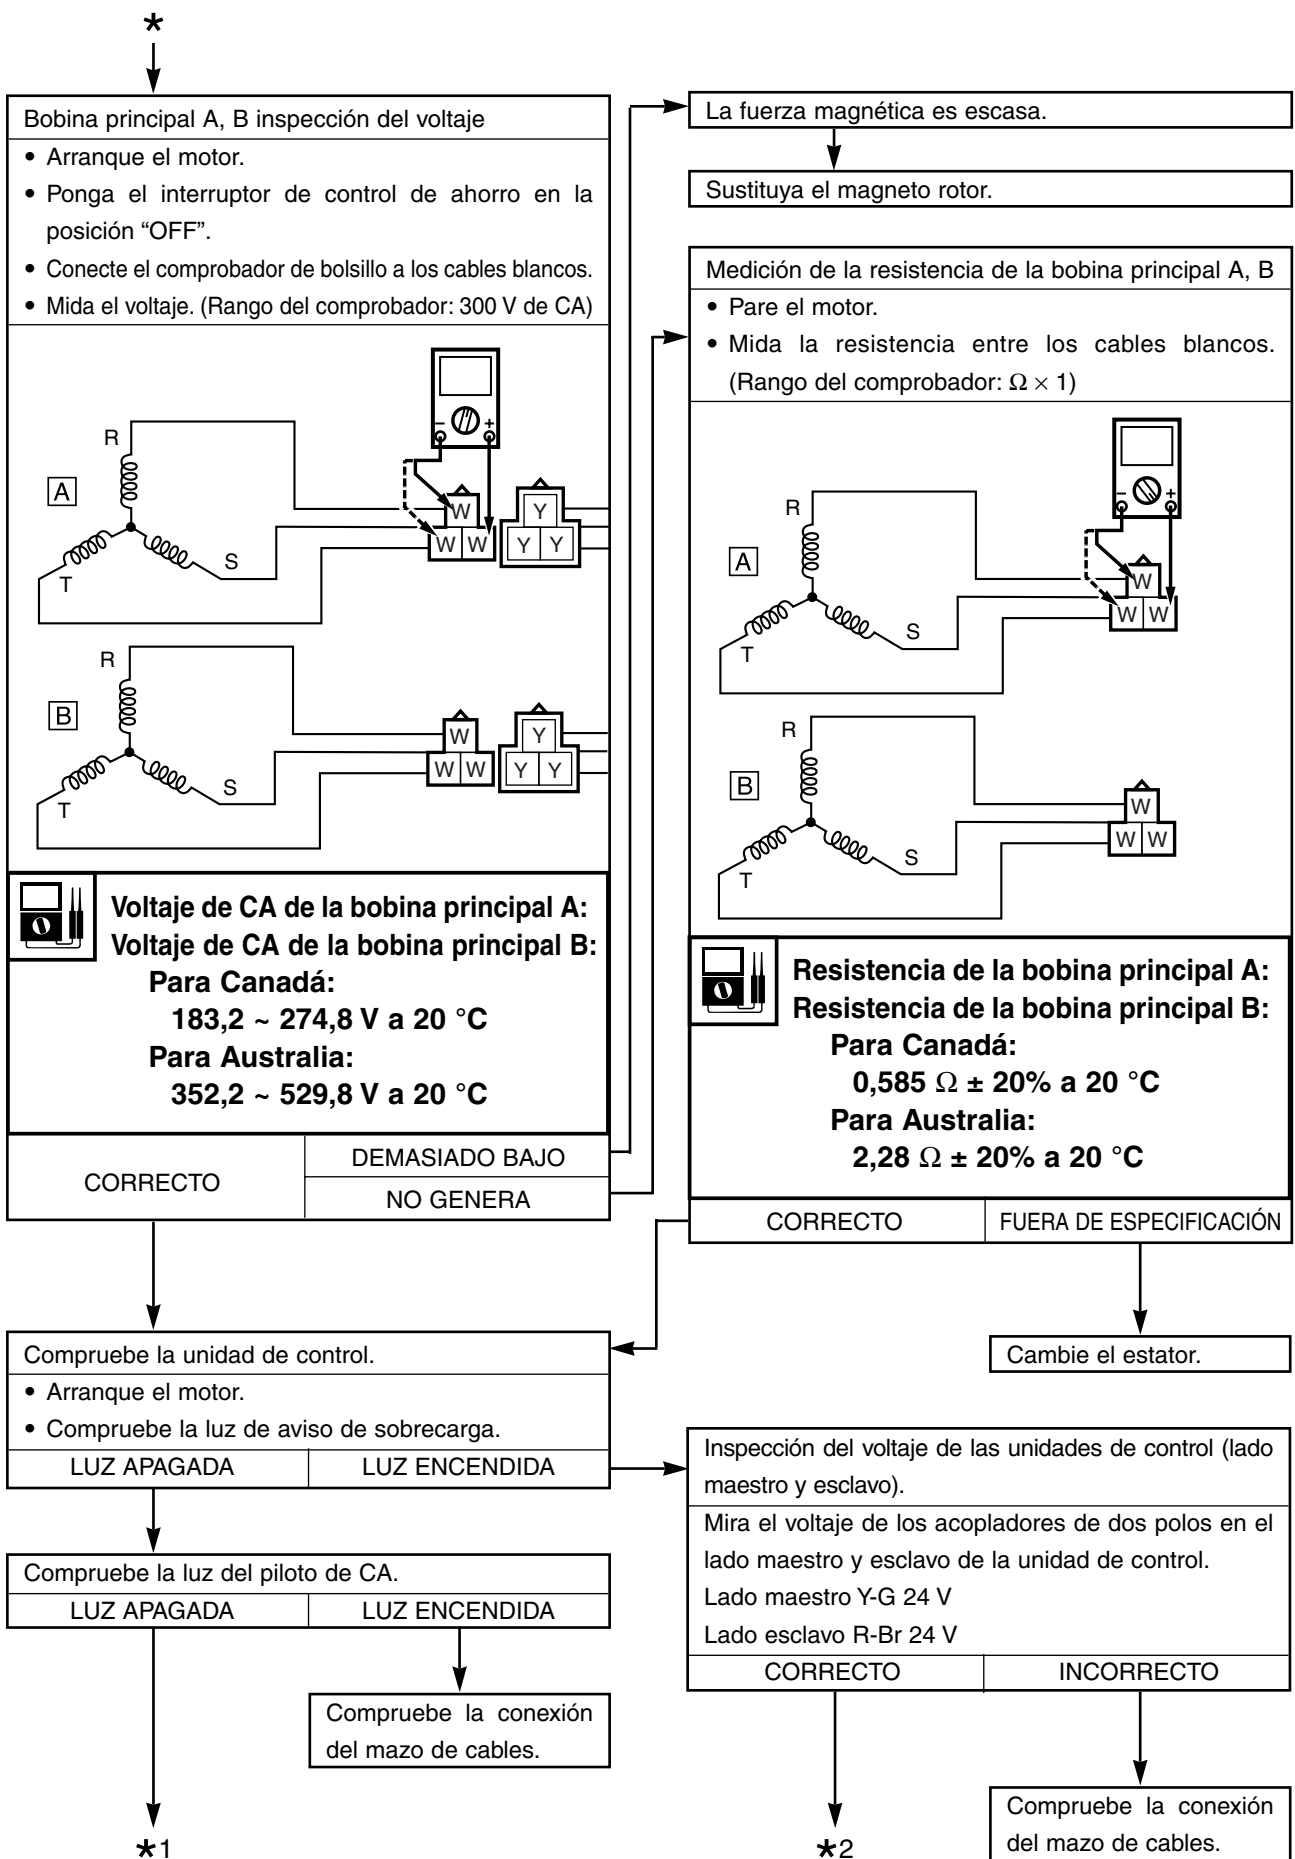 *
Bobina principal A, B inspección del voltaje
• Arranque el motor.
• Ponga el interruptor de control de ahorro en la
posición “OFF”.
• Conecte el comprobador de bolsillo a los cables blancos.
• Mida el voltaje. (Rango del comprobador: 300 V de CA)
– +
R
A
W
Y
S
W W
Y Y
T
R
B
W
Y
S
W W
Y Y
T
Voltaje de CA de la bobina principal A:
Voltaje de CA de la bobina principal B:
Para Canadá:
183,2 ~ 274,8 V a 20 °C
Para Australia:
352,2 ~ 529,8 V a 20 °C
CORRECTO
DEMASIADO BAJO
NO GENERA
La fuerza magnética es escasa.
Sustituya el magneto rotor.
Medición de la resistencia de la bobina principal A, B
• Pare el motor.
• Mida la resistencia entre los cables blancos.
(Rango del comprobador: Ω × 1)
– +
R
A
W
W W
S
T
R
B
W
W W
S
T
Resistencia de la bobina principal A:
Resistencia de la bobina principal B:
Para Canadá:
0,585 Ω ± 20% a 20 °C
Para Australia:
2,28 Ω ± 20% a 20 °C
CORRECTO
FUERA DE ESPECIFICACIÓN
Cambie el estator.
Compruebe la unidad de control.
• Arranque el motor.
• Compruebe la luz de aviso de sobrecarga.
LUZ APAGADA
LUZ ENCENDIDA
Compruebe la luz del piloto de CA.
LUZ APAGADA
LUZ ENCENDIDA
Compruebe la conexión
del mazo de cables.
*1
Inspección del voltaje de las unidades de control (lado
maestro y esclavo).
Mira el voltaje de los acopladores de dos polos en el
lado maestro y esclavo de la unidad de control.
Lado maestro Y-G 24 V
Lado esclavo R-Br 24 V
CORRECTO
INCORRECTO
Compruebe la conexión
del mazo de cables.
*2